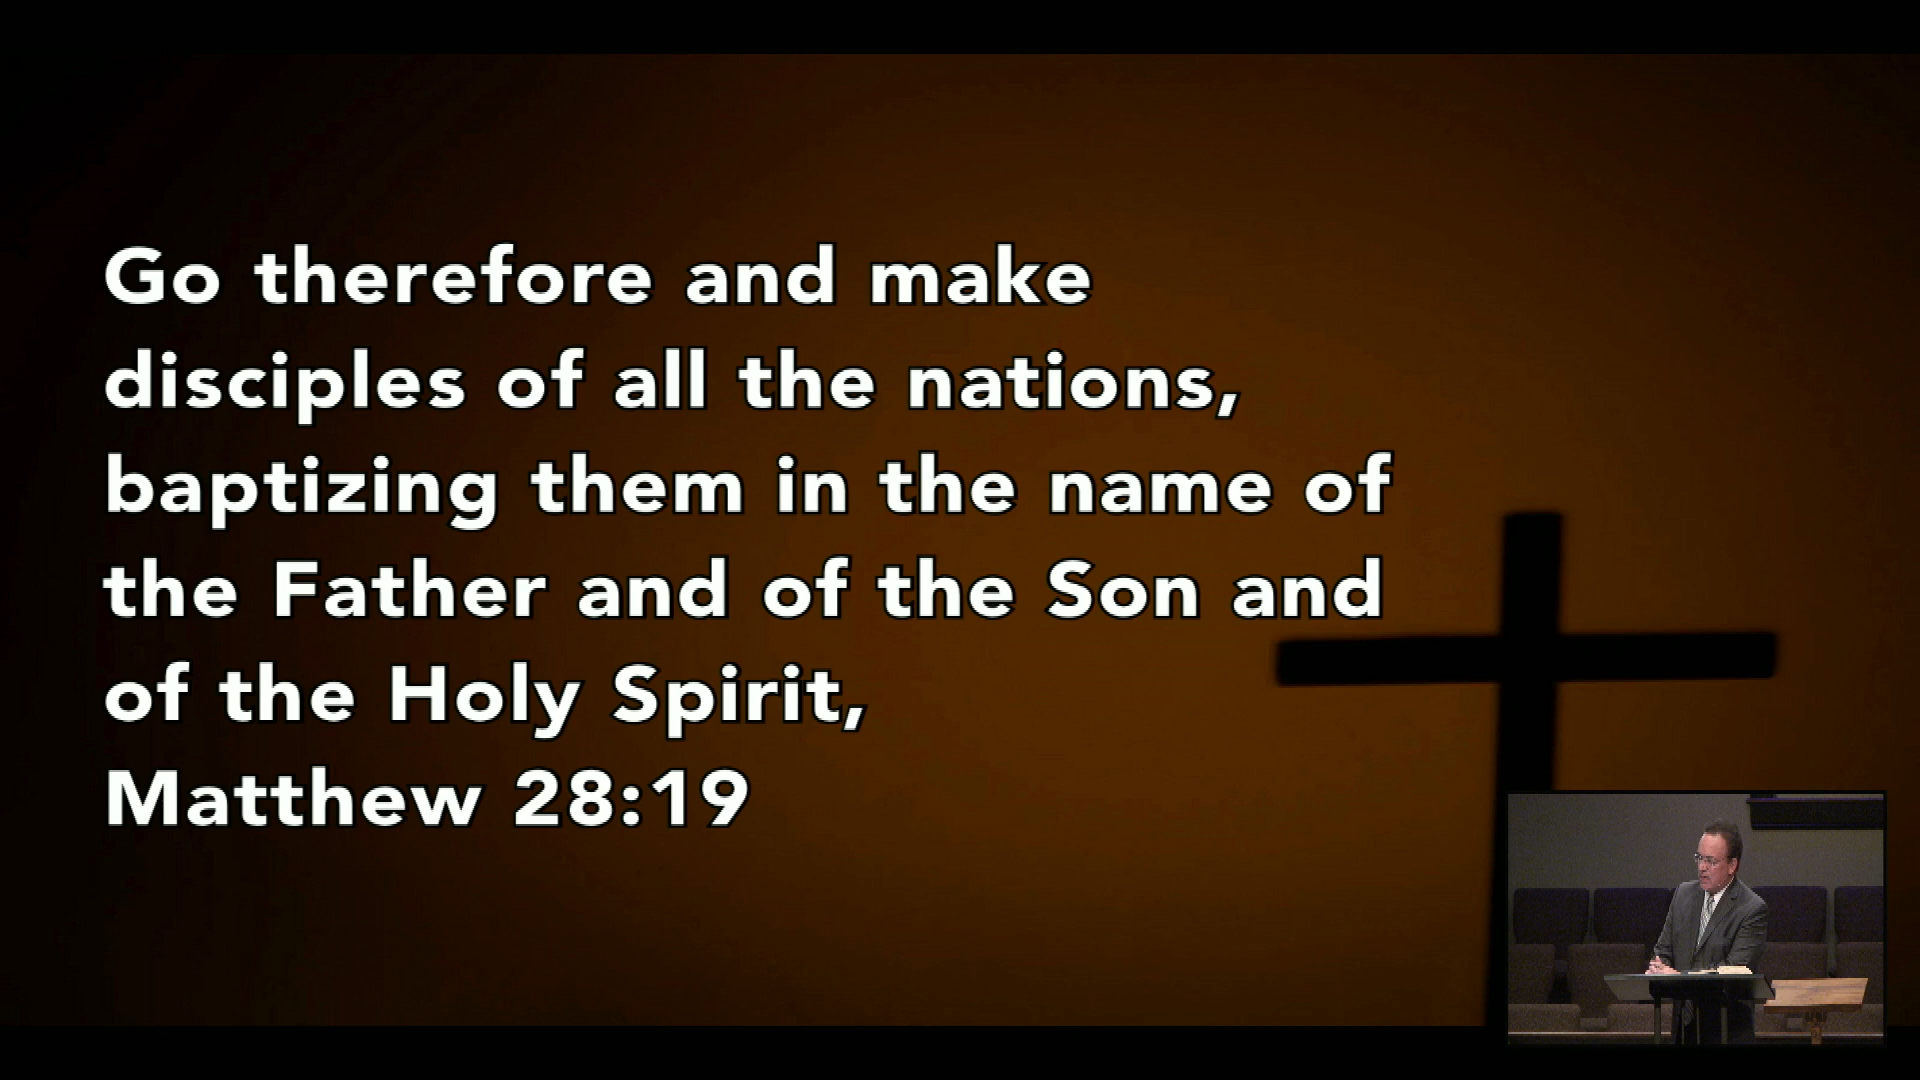 Go therefore and make
disciples of all the nations,
baptizing them in the name of
the Father and of the Son and
of the Holy Spirit,
Matthew 28:19